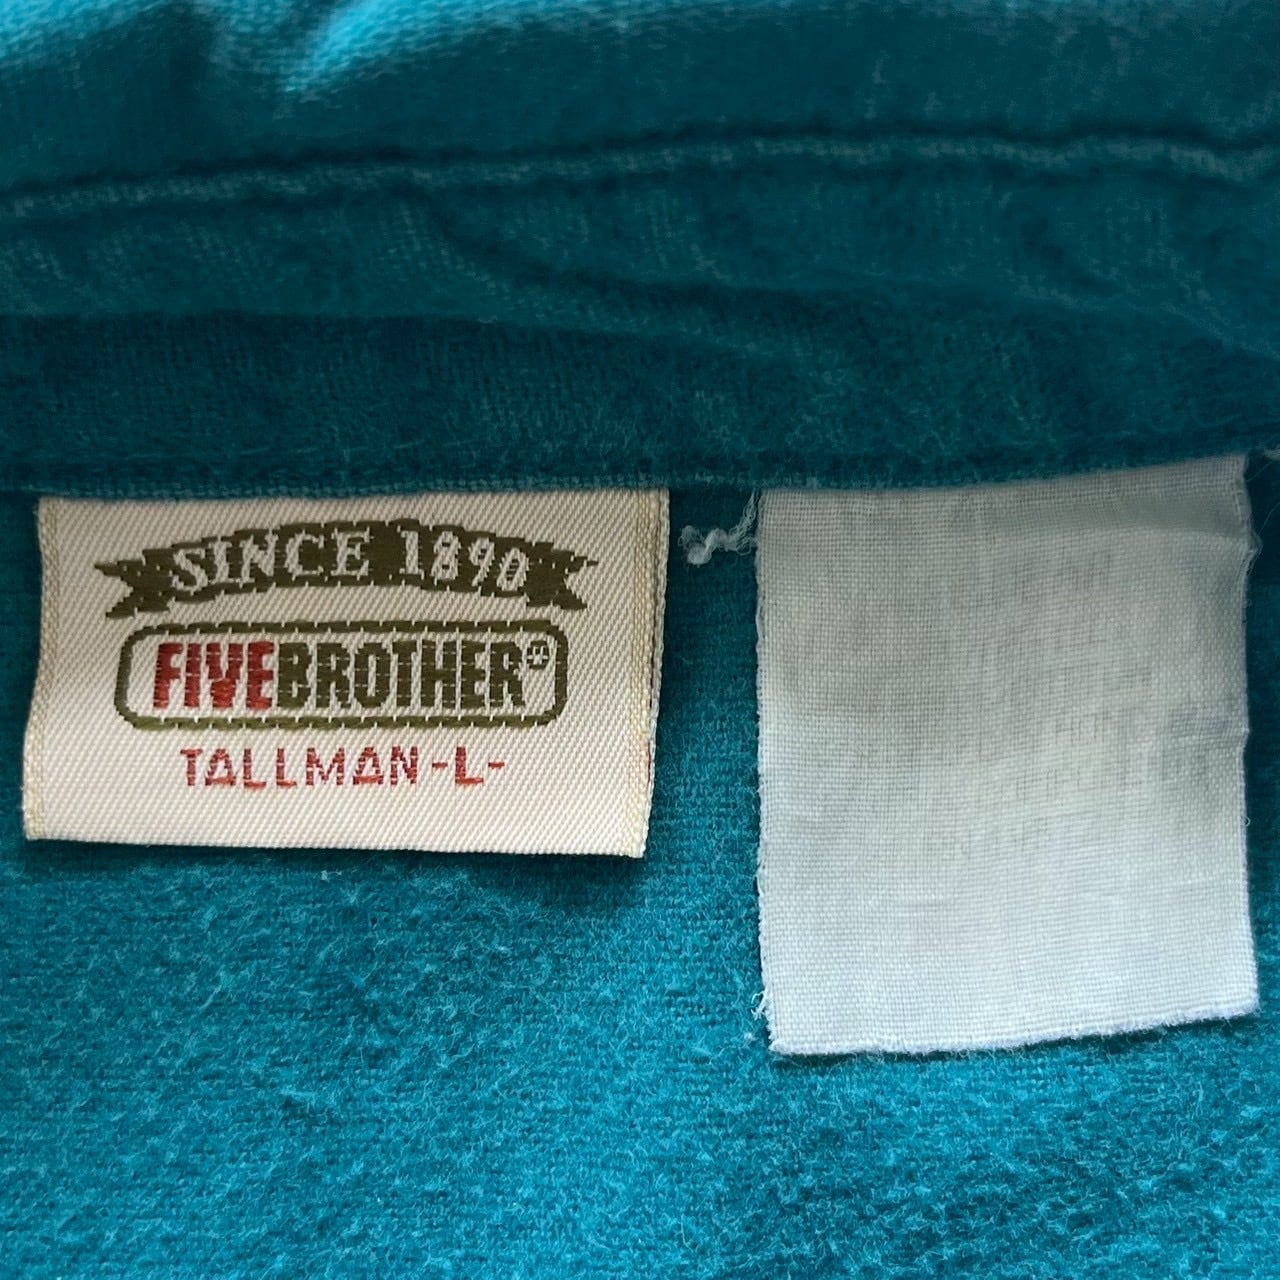 SINCE 1890
FIVEBROTHER®
TALLMAN -L-